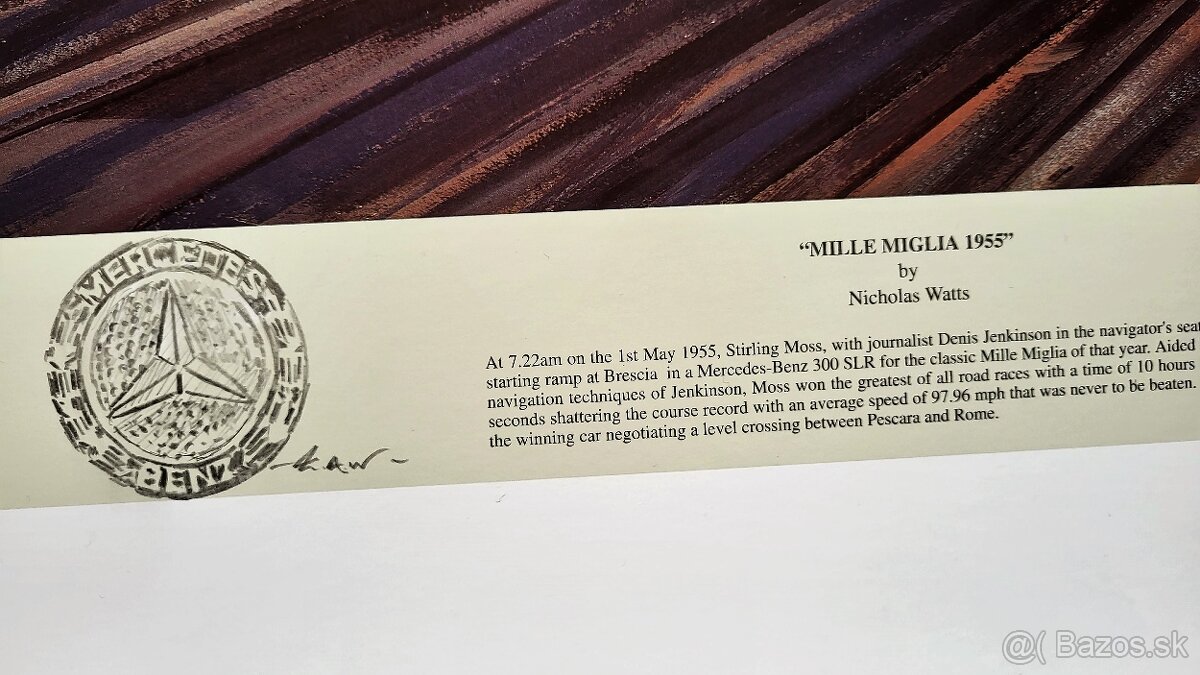 “MILLE MIGLIA 1955”
by
Nicholas Watts
At 7.22am on the 1st May 1955, Stirling Moss, with journalist Denis Jenkinson in the navigator's seat
starting ramp at Brescia in a Mercedes-Benz 300 SLR for the classic Mille Miglia of that year. Aided
navigation techniques of Jenkinson, Moss won the greatest of all road races with a time of 10 hours
seconds shattering the course record with an average speed of 97.96 mph that was never to be beaten.
the winning car negotiating a level crossing between Pescara and Rome.
MERCEDES
BENZ
@( Bazos.sk